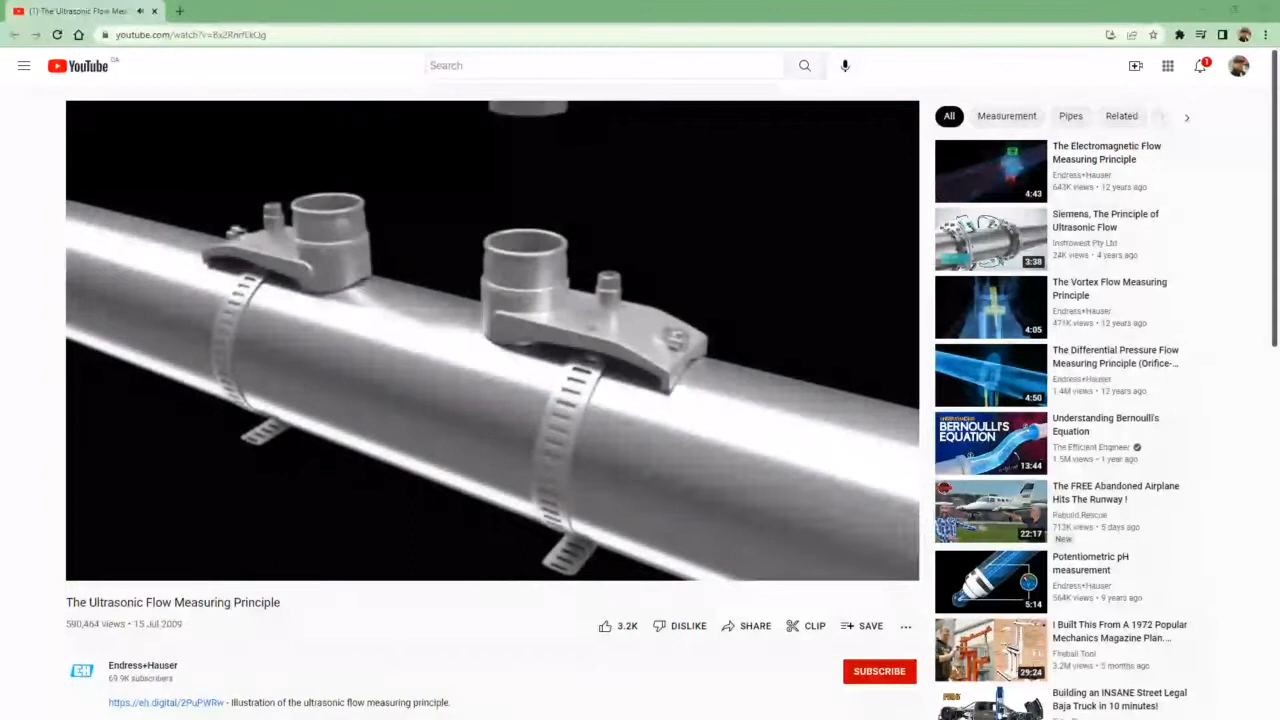 (1) The Ultrasonic Flow Meas
youtube.com/watch?v=Bx2RnrfEkQg
YouTube CA
Search
1
All
Measurement
Pipes
Related
The Electromagnetic Flow
Measuring Principle
Endress+Hauser
643K views • 12 years ago
4:43
Siemens, The Principle of
Ultrasonic Flow
Instrowest Pty Ltd
24K views • 4 years ago
3:38
The Vortex Flow Measuring
Principle
Endress+Hauser
471K views • 12 years ago
4:05
The Differential Pressure Flow
Measuring Principle (Orifice-...
Endress+Hauser
1.4M views • 12 years ago
4:50
UNDERSTANDING
BERNOULLI'S
EQUATION
13:44
Understanding Bernoulli's
Equation
The Efficient Engineer
1.5M views • 1 year ago
The FREE Abandoned Airplane
Hits The Runway !
Rebuild Rescue
713K views • 5 days ago
New
22:17
Potentiometric pH
measurement
Endress+Hauser
564K views • 9 years ago
5:14
I Built This From A 1972 Popular
Mechanics Magazine Plan....
Fireball Tool
3.2M views • 5 months ago
29:24
Building an INSANE Street Legal
Baja Truck in 10 minutes!
The Ultrasonic Flow Measuring Principle
590,464 views • 15 Jul 2009
3.2K
DISLIKE
SHARE
CLIP
SAVE
EH
Endress+Hauser
69.9K subscribers
SUBSCRIBE
https://eh.digital/2PuPWRw - Illustration of the ultrasonic flow measuring principle.